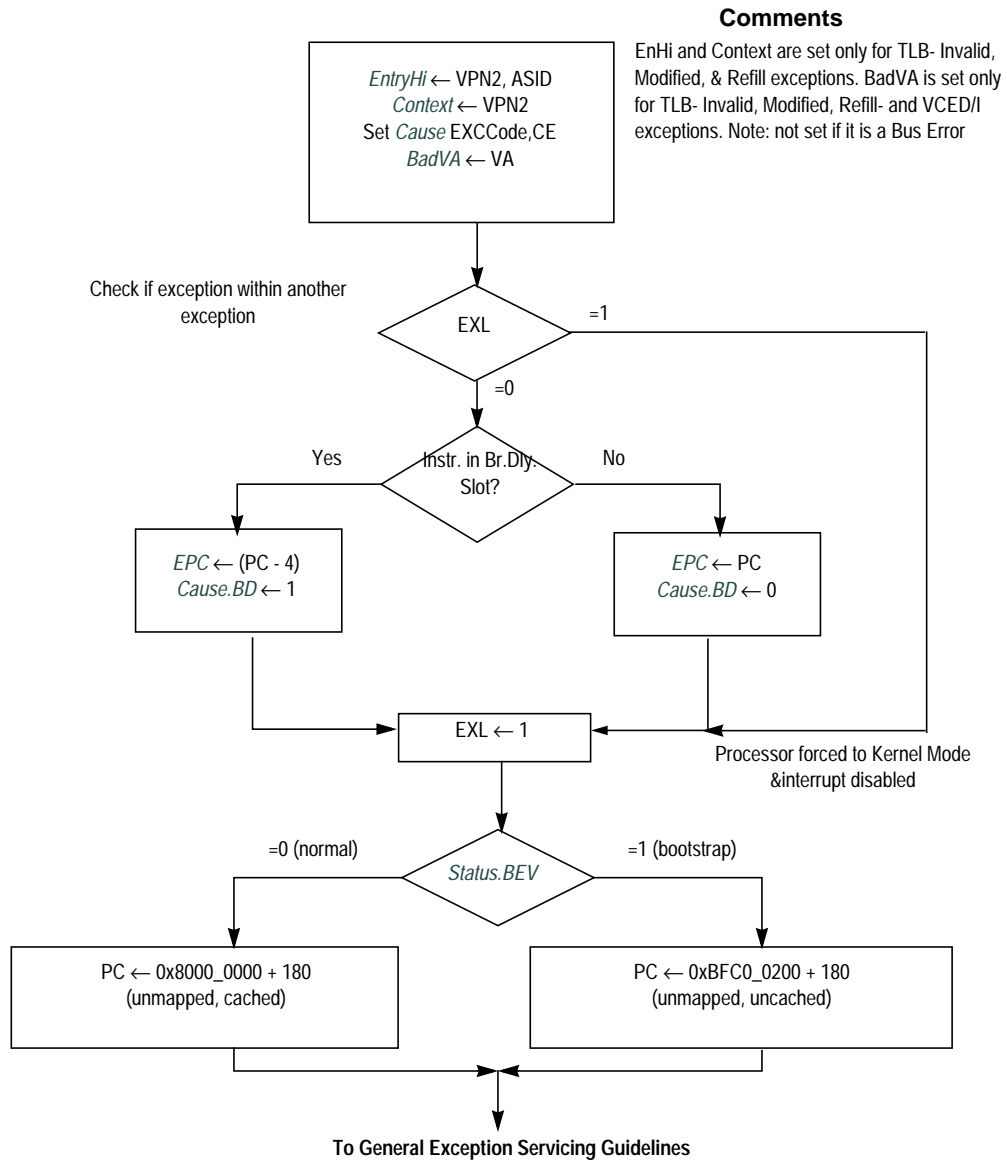 Comments
EnHi and Context are set only for TLB- Invalid,
Modified, & Refill exceptions. BadVA is set only
for TLB- Invalid, Modified, Refill- and VCED/I
exceptions. Note: not set if it is a Bus Error
EntryHi ← VPN2, ASID
Context ← VPN2
Set Cause EXCCode,CE
BadVA ← VA
Check if exception within another
exception
EXL
=1
=0
Yes
Instr. in Br.Dly.
Slot?
No
EPC ← (PC - 4)
Cause.BD ← 1
EPC ← PC
Cause.BD ← 0
EXL ← 1
Processor forced to Kernel Mode
&interrupt disabled
=0 (normal)
Status.BEV
=1 (bootstrap)
PC ← 0x8000_0000 + 180
(unmapped, cached)
PC ← 0xBFC0_0200 + 180
(unmapped, uncached)
To General Exception Servicing Guidelines